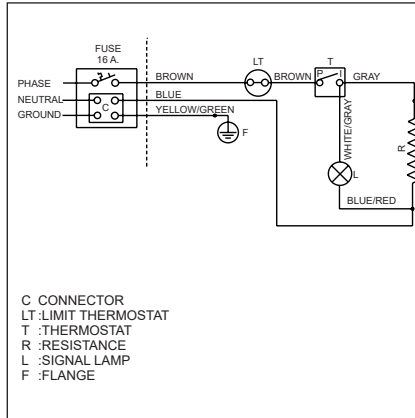 FUSE
16 A.
LT
T
PHASE
BROWN
BROWN
P I
GRAY
NEUTRAL
C
BLUE
GROUND
YELLOW/GREEN
F
WHITE/GRAY
R
L
BLUE/RED
C CONNECTOR
LT :LIMIT THERMOSTAT
T :THERMOSTAT
R :RESISTANCE
L :SIGNAL LAMP
F :FLANGE